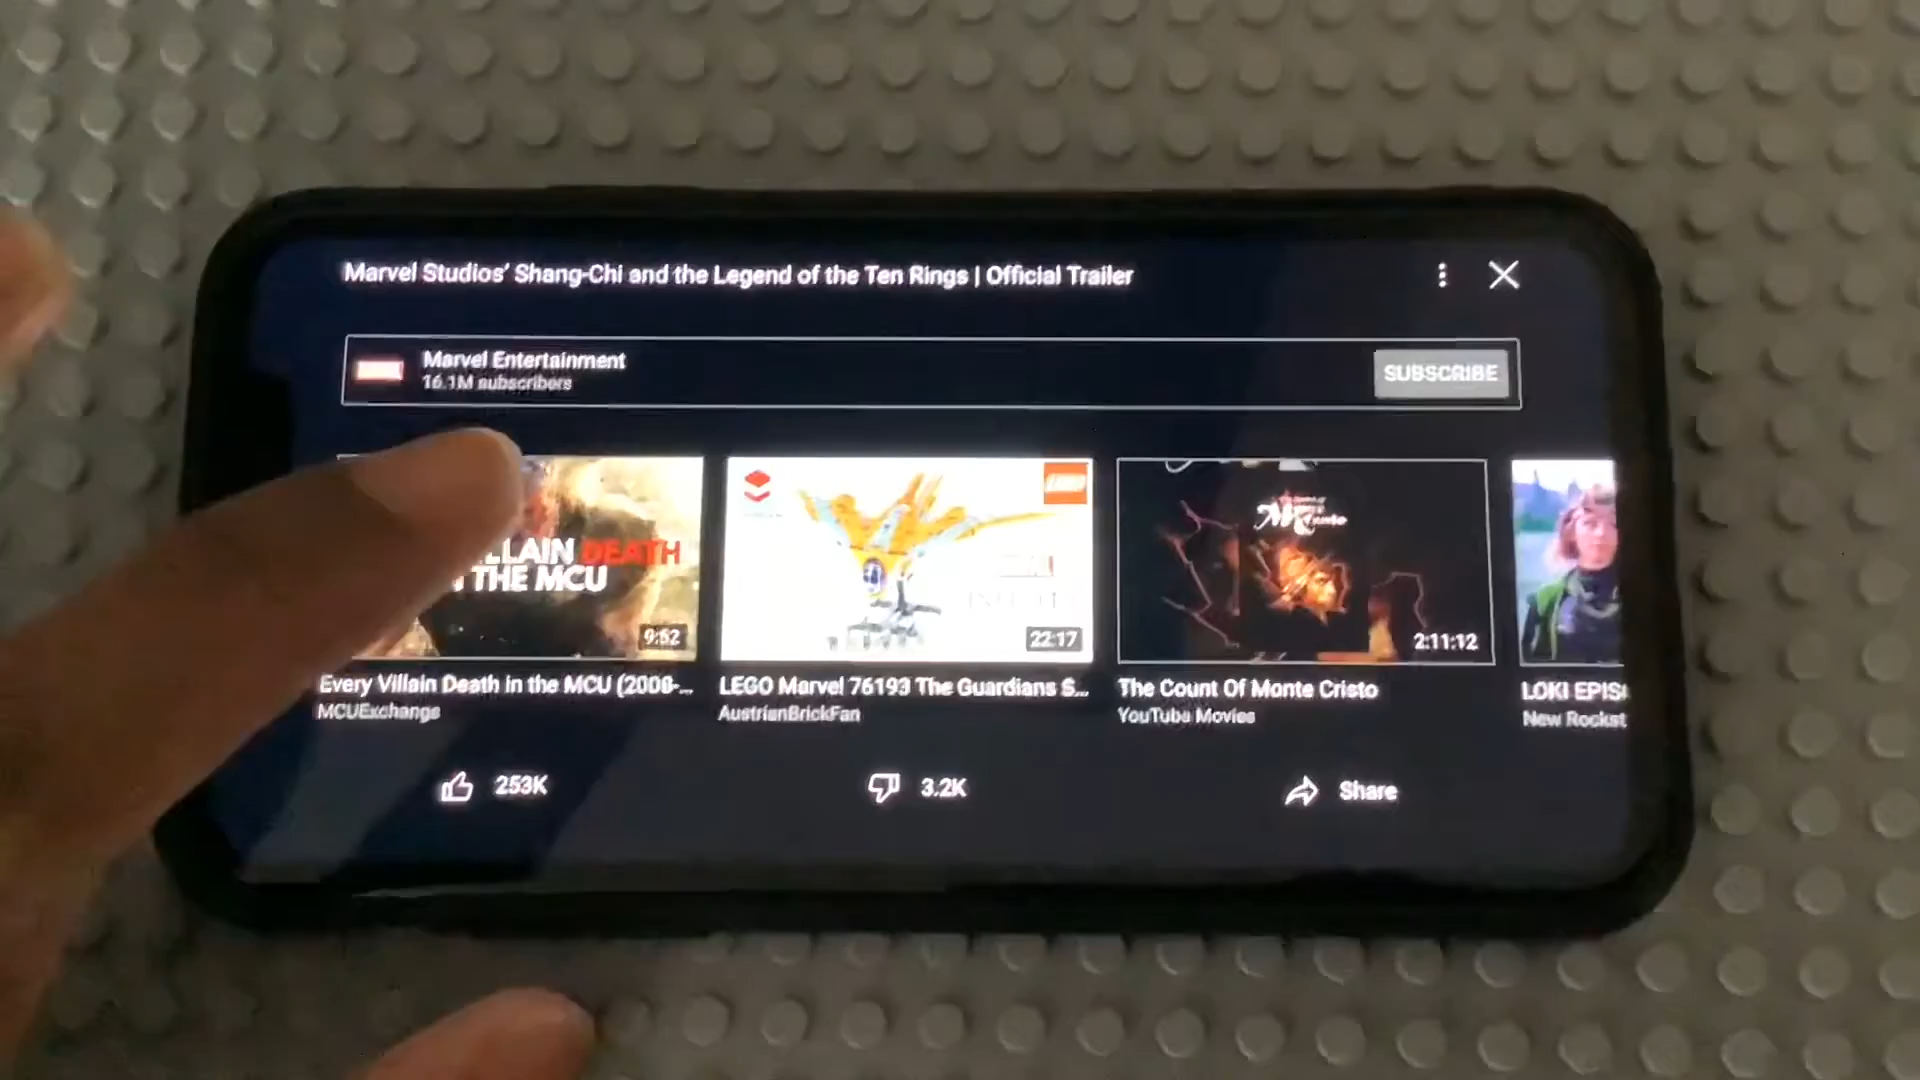 Marvel Studios' Shang-Chi and the Legend of the Ten Rings | Official Trailer
Marvel Entertainment
16.1M subscribers
SUBSCRIBE
DEATH
THE MCU
9:52
LEGO
22:17
2:11:12
Every Villain Death in the MCU (2008-...
MCUExchange
LEGO Marvel 76193 The Guardians S...
AustrianBrickFan
The Count Of Monte Cristo
YouTube Movies
LOKI EPIS
New Rockst
253K
3.2K
Share